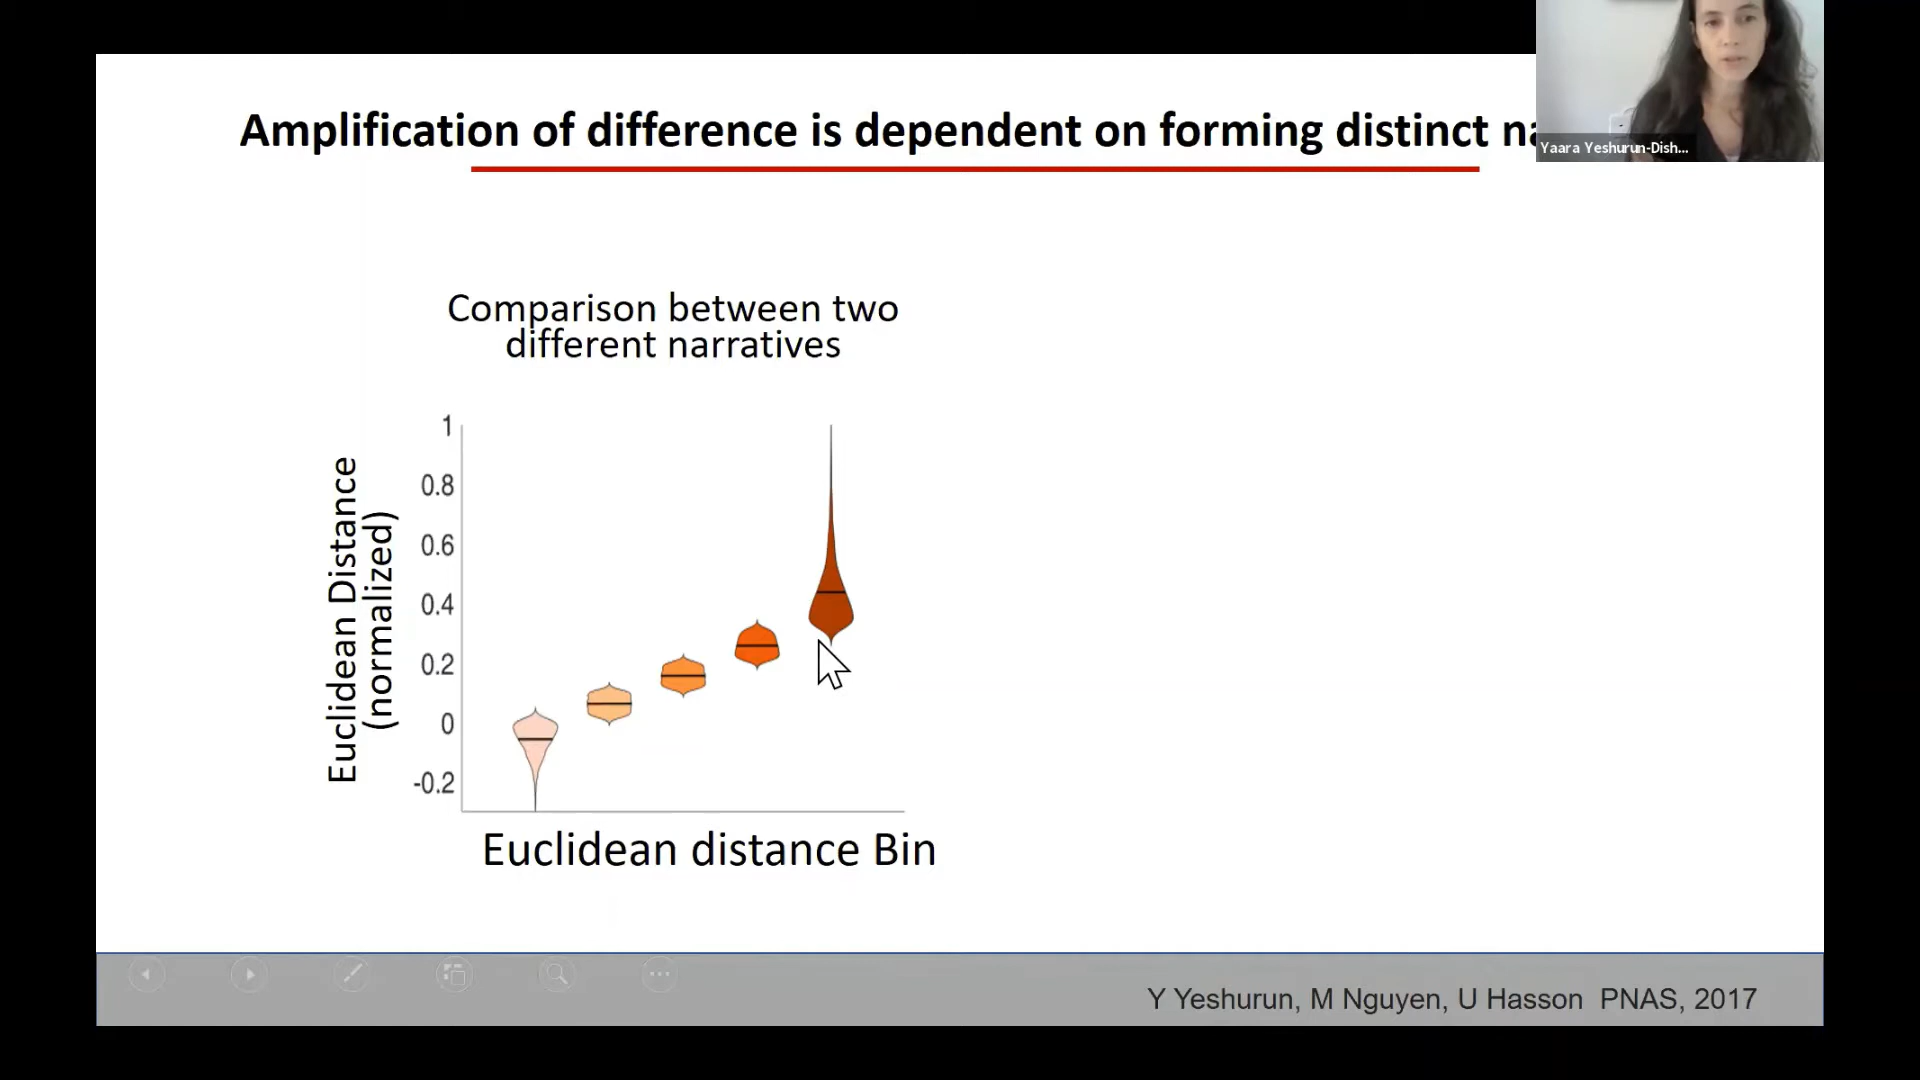 Amplification of difference is dependent on forming distinct
Yaara Yeshurun-Dish...
Comparison between two
different narratives
Euclidean Distance
(normalized)
1
0.8
0.6
0.4
0.2
0
-0.2
Euclidean distance Bin
Y Yeshurun, M Nguyen, U Hasson PNAS, 2017